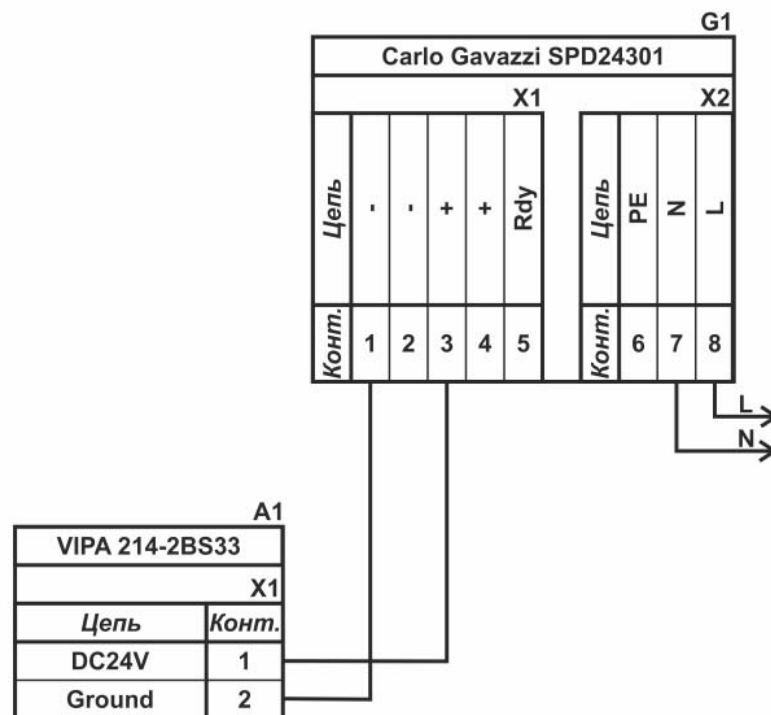 G1
Carlo Gavazzi SPD24301
X1 X2
Цепь - - + + Rdy Цепь PE N L
Конт. 1 2 3 4 5 Конт. 6 7 8
L
N
A1
VIPA 214-2BS33
X1
Цепь Конт.
DC24V 1
Ground 2